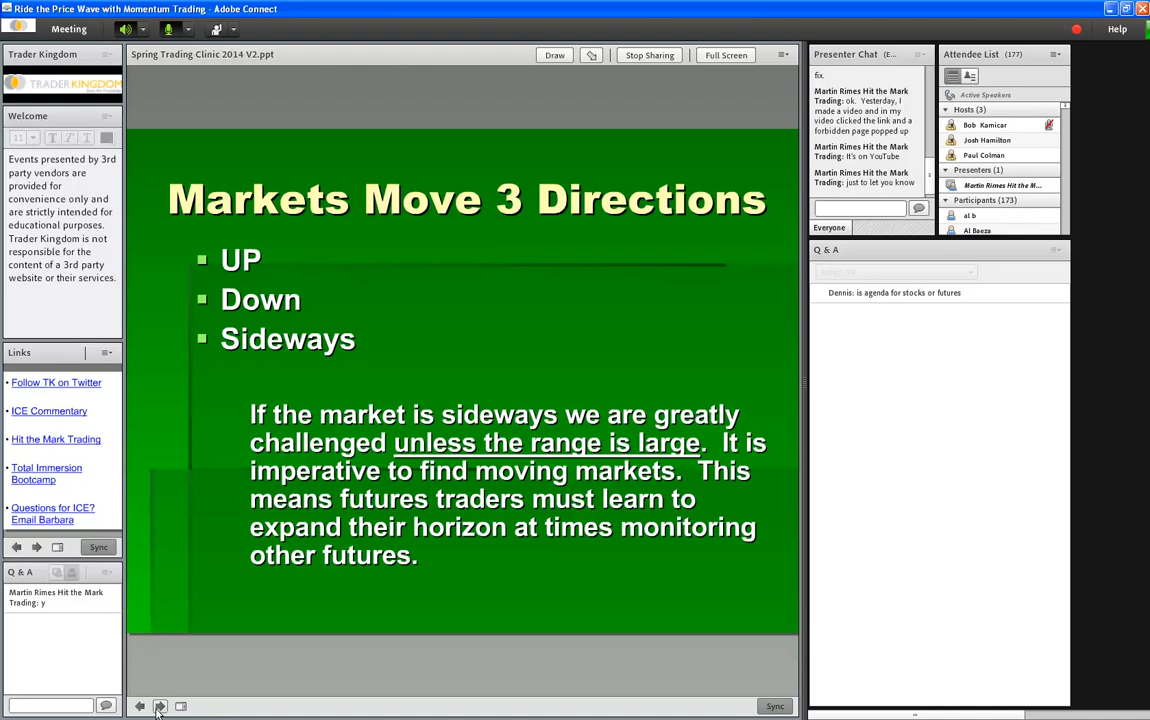 Ride the Price Wave with Momentum Trading - Adobe Connect
Meeting
Help
Trader Kingdom
TRADERKINGDOM
Welcome
11
Events presented by 3rd
party vendors are
provided for
convenience only and
are strictly intended for
educational purposes.
Trader Kingdom is not
responsible for the
content of a 3rd party
website or their services.
Links
• Follow TK on Twitter
• ICE Commentary
• Hit the Mark Trading
• Total Immersion
Bootcamp
• Questions for ICE?
Email Barbara
Sync
Q & A
Martin Rimes Hit the Mark
Trading: y
Spring Trading Clinic 2014 V2.ppt
Draw
Stop Sharing
Full Screen
Markets Move 3 Directions
UP
Down
Sideways
If the market is sideways we are greatly
challenged unless the range is large. It is
imperative to find moving markets. This
means futures traders must learn to
expand their horizon at times monitoring
other futures.
Sync
Presenter Chat (E...
fix.
Martin Rimes Hit the Mark
Trading: ok. Yesterday, I
made a video and in my
video clicked the link and a
forbidden page popped up
Martin Rimes Hit the Mark
Trading: It's on YouTube
Martin Rimes Hit the Mark
Trading: just to let you know
Everyone
Attendee List (177)
Active Speakers
Hosts (3)
Bob Kamicar
Josh Hamilton
Paul Colman
Presenters (1)
Martin Rimes Hit the M...
Participants (173)
al b
Al Baeza
Q & A
Dennis: is agenda for stocks or futures